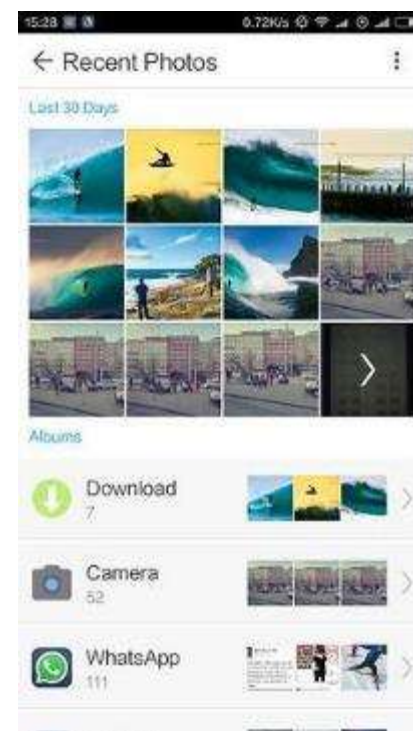 15:28 0.72K/s
Recent Photos
Last 30 Days
Albums
Download
7
Camera
52
WhatsApp
111